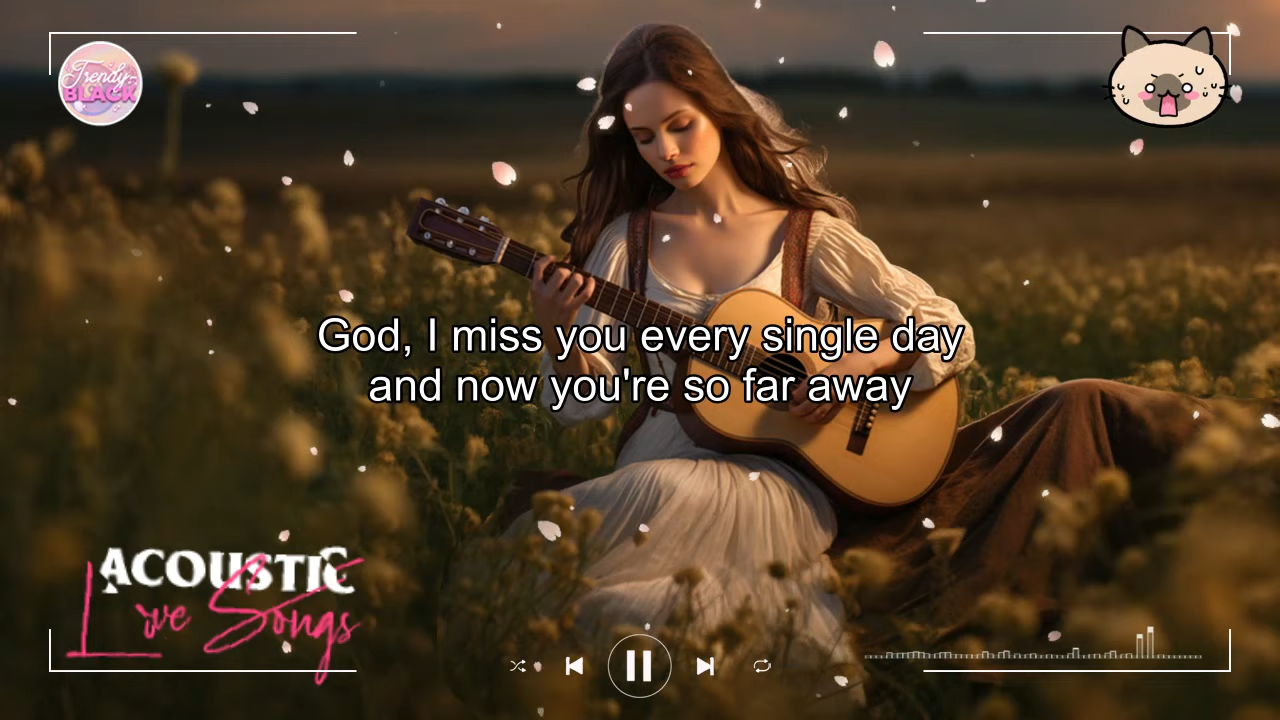 Trendy
BLACK
God, I miss you every single day
and now you're so far away
ACOUSTIC
Love Songs